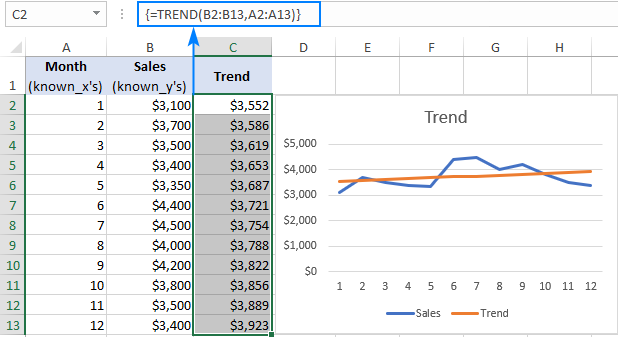 C2 {=TREND(B2:B13,A2:A13)}
A B C D E F G H
1 Month (known_x's) Sales (known_y's) Trend
2 1 $3,100 $3,552
3 2 $3,700 $3,586
4 3 $3,500 $3,619
5 4 $3,400 $3,653
6 5 $3,350 $3,687
7 6 $4,400 $3,721
8 7 $4,500 $3,754
9 8 $4,000 $3,788
10 9 $4,200 $3,822
11 10 $3,800 $3,856
12 11 $3,500 $3,889
13 12 $3,400 $3,923
Trend
$5,000
$4,000
$3,000
$2,000
$1,000
$0
1 2 3 4 5 6 7 8 9 10 11 12
Sales Trend